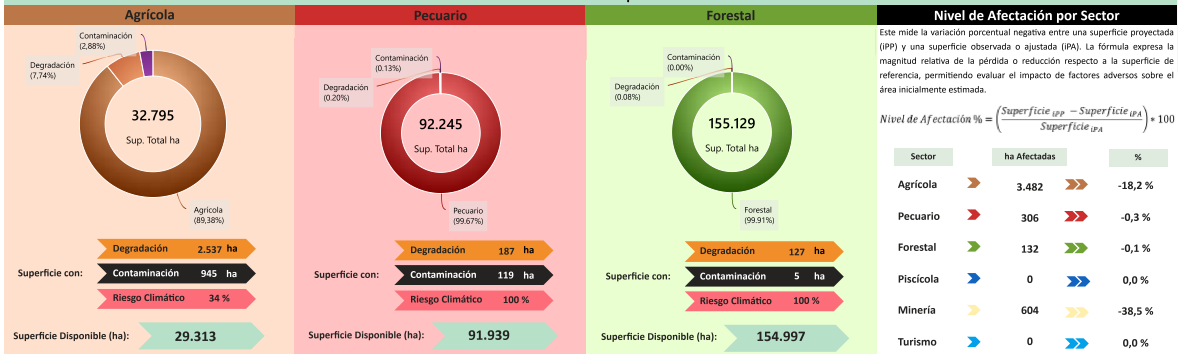 Agrícola
Contaminación
(2,88%)
Degradación
(7,74%)
32.795
Sup. Total ha
Agrícola
(89,38%)
Degradación 2.537 ha
Superficie con: Contaminación 945 ha
Riesgo Climático 34 %
Superficie Disponible (ha): 29.313
Pecuario
Contaminación
(0.13%)
Degradación
(0.20%)
92.245
Sup. Total ha
Pecuario
(99.67%)
Degradación 187 ha
Superficie con: Contaminación 119 ha
Riesgo Climático 100 %
Superficie Disponible (ha): 91.939
Forestal
Contaminación
(0.00%)
Degradación
(0.08%)
155.129
Sup. Total ha
Forestal
(99.91%)
Degradación 127 ha
Superficie con: Contaminación 5 ha
Riesgo Climático 100 %
Superficie Disponible (ha): 154.997
Nivel de Afectación por Sector
Este mide la variación porcentual negativa entre una superficie proyectada
(iPP) y una superficie observada o ajustada (iPA). La fórmula expresa la
magnitud relativa de la pérdida o reducción respecto a la superficie de
referencia, permitiendo evaluar el impacto de factores adversos sobre el
área inicialmente estimada.
Nivel de Afectación % = (Superficie iPP − Superficie iPA / Superficie iPA) * 100
Sector ha Afectadas %
Agrícola 3.482 -18,2 %
Pecuario 306 -0,3 %
Forestal 132 -0,1 %
Piscícola 0 0,0 %
Minería 604 -38,5 %
Turismo 0 0,0 %